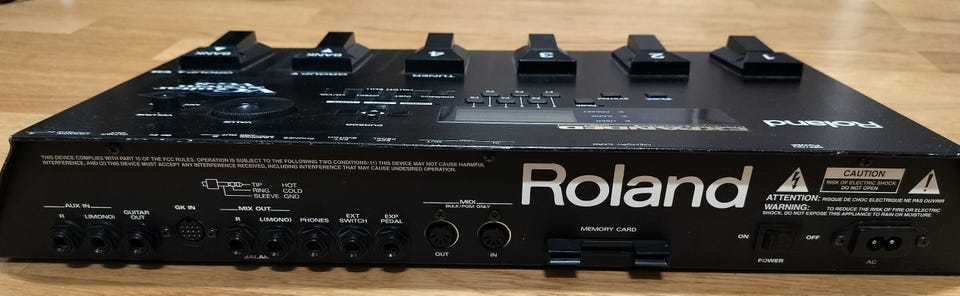 BANK
BANK
4
3
2
1
TUNER
VALUE
EXPANDED
Roland
THIS DEVICE COMPLIES WITH PART 15 OF THE FCC RULES. OPERATION IS SUBJECT TO THE FOLLOWING TWO CONDITIONS: (1) THIS DEVICE MAY NOT CAUSE HARMFUL
INTERFERENCE, AND (2) THIS DEVICE MUST ACCEPT ANY INTERFERENCE RECEIVED, INCLUDING INTERFERENCE THAT MAY CAUSE UNDESIRED OPERATION.
TIP HOT
RING COLD
SLEEVE GND
AUX IN
R L(MONO)
GUITAR OUT
GK IN
MIX OUT
R L(MONO)
PHONES
EXT SWITCH
EXP PEDAL
MIDI
BULK/PGM ONLY
OUT IN
Roland
MEMORY CARD
CAUTION
RISK OF ELECTRIC SHOCK
DO NOT OPEN
ATTENTION: RISQUE DE CHOC ELECTRIQUE NE PAS OUVRIR
WARNING: TO REDUCE THE RISK OF FIRE OR ELECTRIC
SHOCK, DO NOT EXPOSE THIS APPLIANCE TO RAIN OR MOISTURE.
ON OFF
POWER
AC